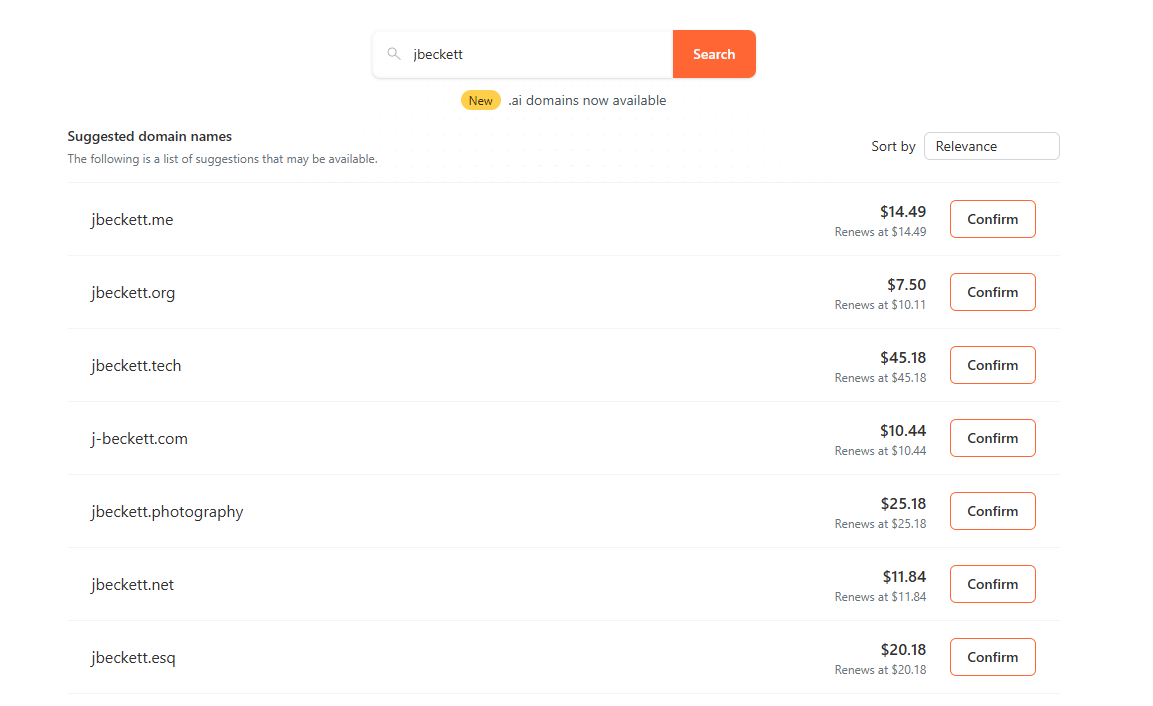 jbeckett
Search
New .ai domains now available
Suggested domain names
The following is a list of suggestions that may be available.
Sort by Relevance
jbeckett.me
$14.49
Renews at $14.49
Confirm
jbeckett.org
$7.50
Renews at $10.11
Confirm
jbeckett.tech
$45.18
Renews at $45.18
Confirm
j-beckett.com
$10.44
Renews at $10.44
Confirm
jbeckett.photography
$25.18
Renews at $25.18
Confirm
jbeckett.net
$11.84
Renews at $11.84
Confirm
jbeckett.esq
$20.18
Renews at $20.18
Confirm